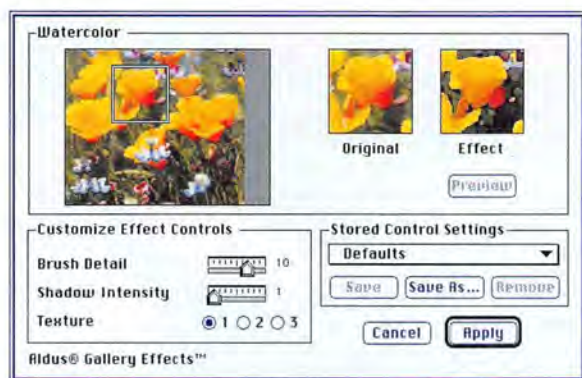 Watercolor
Original
Effect
Preview
Customize Effect Controls
Brush Detail 10
Shadow Intensity 1
Texture 1 2 3
Stored Control Settings
Defaults
Save Save As... Remove
Cancel Apply
Aldus® Gallery Effects™